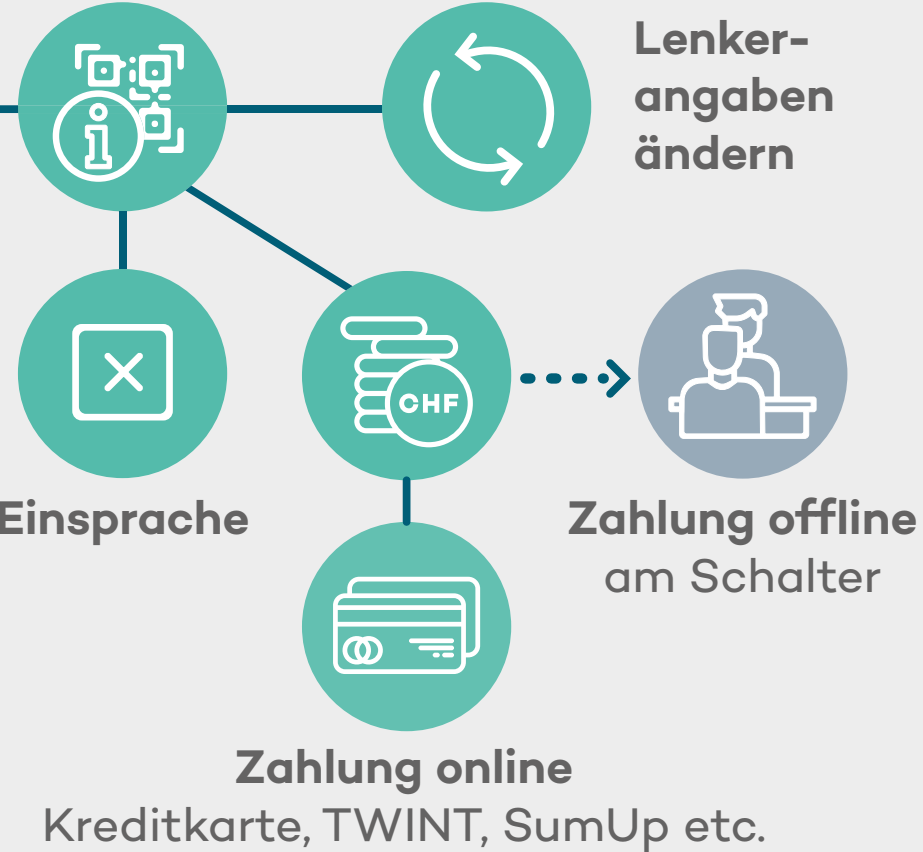 Lenker-
angaben
ändern
CHF
Einsprache
Zahlung offline
am Schalter
Zahlung online
Kreditkarte, TWINT, SumUp etc.